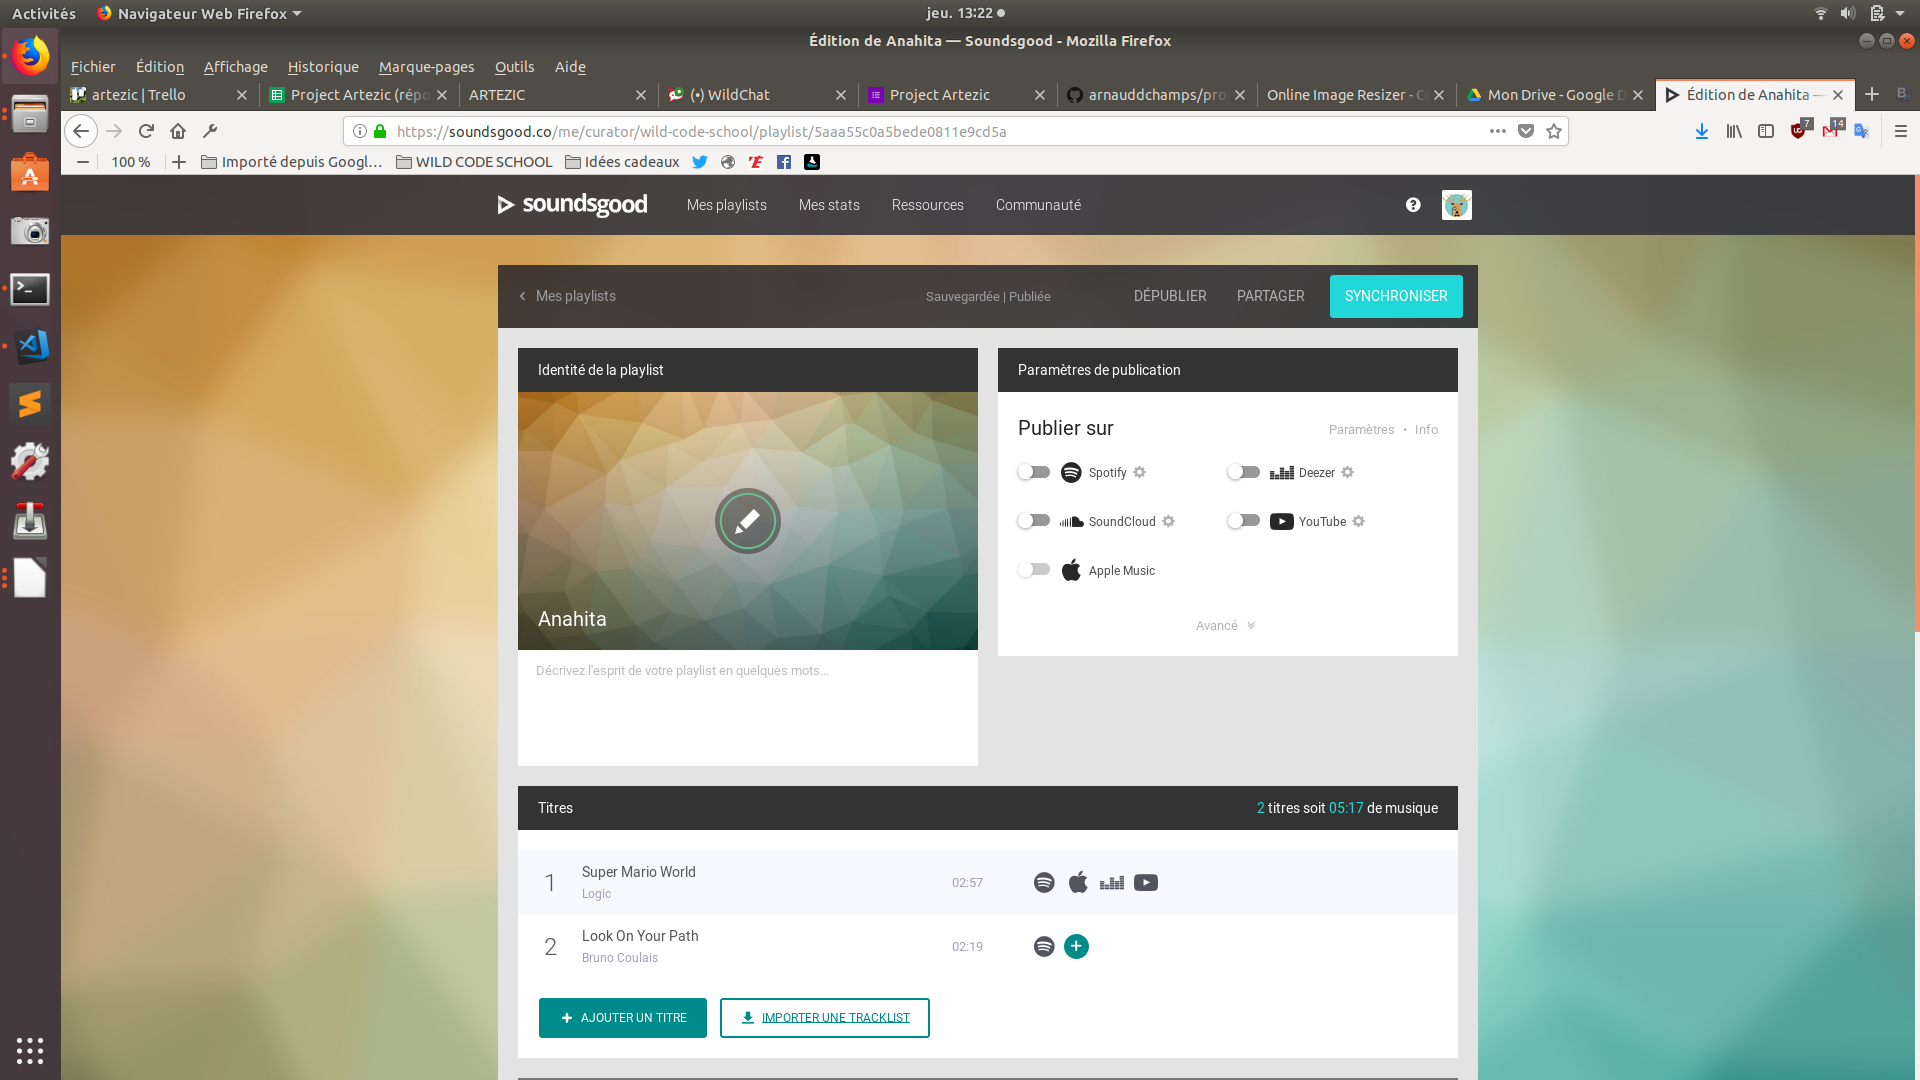 Activités
Navigateur Web Firefox
jeu. 13:22
Édition de Anahita — Soundsgood - Mozilla Firefox
Fichier Édition Affichage Historique Marque-pages Outils Aide
artezic | Trello
Project Artezic (répo
ARTEZIC
(•) WildChat
Project Artezic
arnauddchamps/pro
Online Image Resizer - C
Mon Drive - Google D
Édition de Anahita —
https://soundsgood.co/me/curator/wild-code-school/playlist/5aaa55c0a5bede0811e9cd5a
7
14
100 %
Importé depuis Googl…
WILD CODE SCHOOL
Idées cadeaux
soundsgood
Mes playlists
Mes stats
Ressources
Communauté
Mes playlists
Sauvegardée | Publiée
DÉPUBLIER
PARTAGER
SYNCHRONISER
Identité de la playlist
Anahita
Décrivez l'esprit de votre playlist en quelques mots...
Paramètres de publication
Publier sur
Paramètres • Info
Spotify
Deezer
SoundCloud
YouTube
Apple Music
Avancé
Titres
2 titres soit 05:17 de musique
1
Super Mario World
Logic
02:57
2
Look On Your Path
Bruno Coulais
02:19
AJOUTER UN TITRE
IMPORTER UNE TRACKLIST